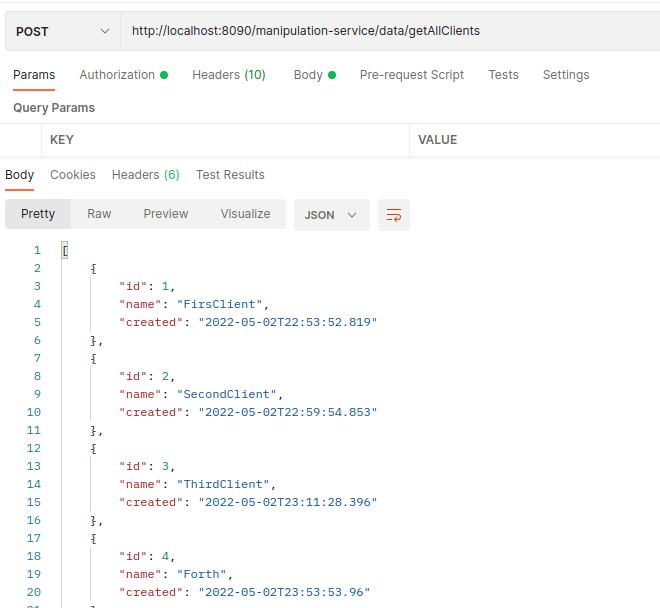 POST http://localhost:8090/manipulation-service/data/getAllClients
Params Authorization Headers (10) Body Pre-request Script Tests Settings
Query Params
KEY VALUE
Body Cookies Headers (6) Test Results
Pretty Raw Preview Visualize JSON
1 [
2 {
3 "id": 1,
4 "name": "FirsClient",
5 "created": "2022-05-02T22:53:52.819"
6 },
7 {
8 "id": 2,
9 "name": "SecondClient",
10 "created": "2022-05-02T22:59:54.853"
11 },
12 {
13 "id": 3,
14 "name": "ThirdClient",
15 "created": "2022-05-02T23:11:28.396"
16 },
17 {
18 "id": 4,
19 "name": "Forth",
20 "created": "2022-05-02T23:53:53.96"